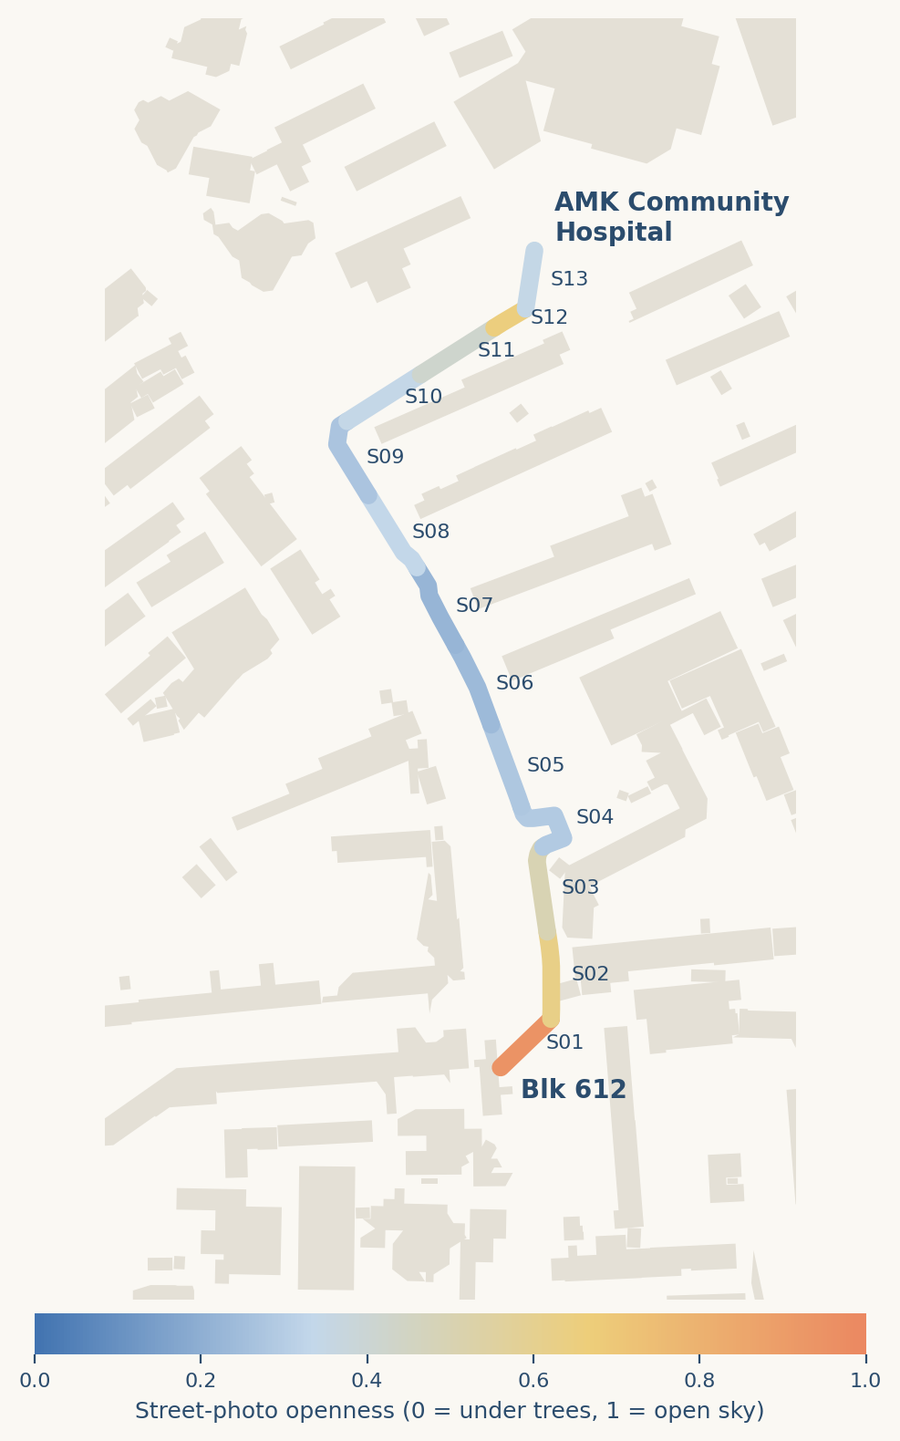 AMK Community
Hospital
S13
S12
S11
S10
S09
S08
S07
S06
S05
S04
S03
S02
S01
Blk 612
0.0 0.2 0.4 0.6 0.8 1.0
Street-photo openness (0 = under trees, 1 = open sky)